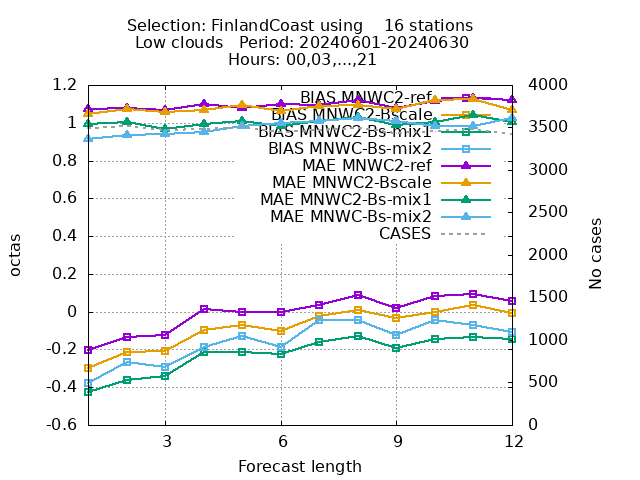 Selection: FinlandCoast using    16 stations
Low clouds   Period: 20240601-20240630
Hours: 00,03,...,21
1.2
1
0.8
0.6
0.4
0.2
0
-0.2
-0.4
-0.6
octas
4000
3500
3000
2500
2000
1500
1000
500
0
No cases
BIAS MNWC2-ref
BIAS MNWC2-Bscale
BIAS MNWC2-Bs-mix1
BIAS MNWC-Bs-mix2
MAE MNWC2-ref
MAE MNWC2-Bscale
MAE MNWC2-Bs-mix1
MAE MNWC-Bs-mix2
CASES
3 6 9 12
Forecast length